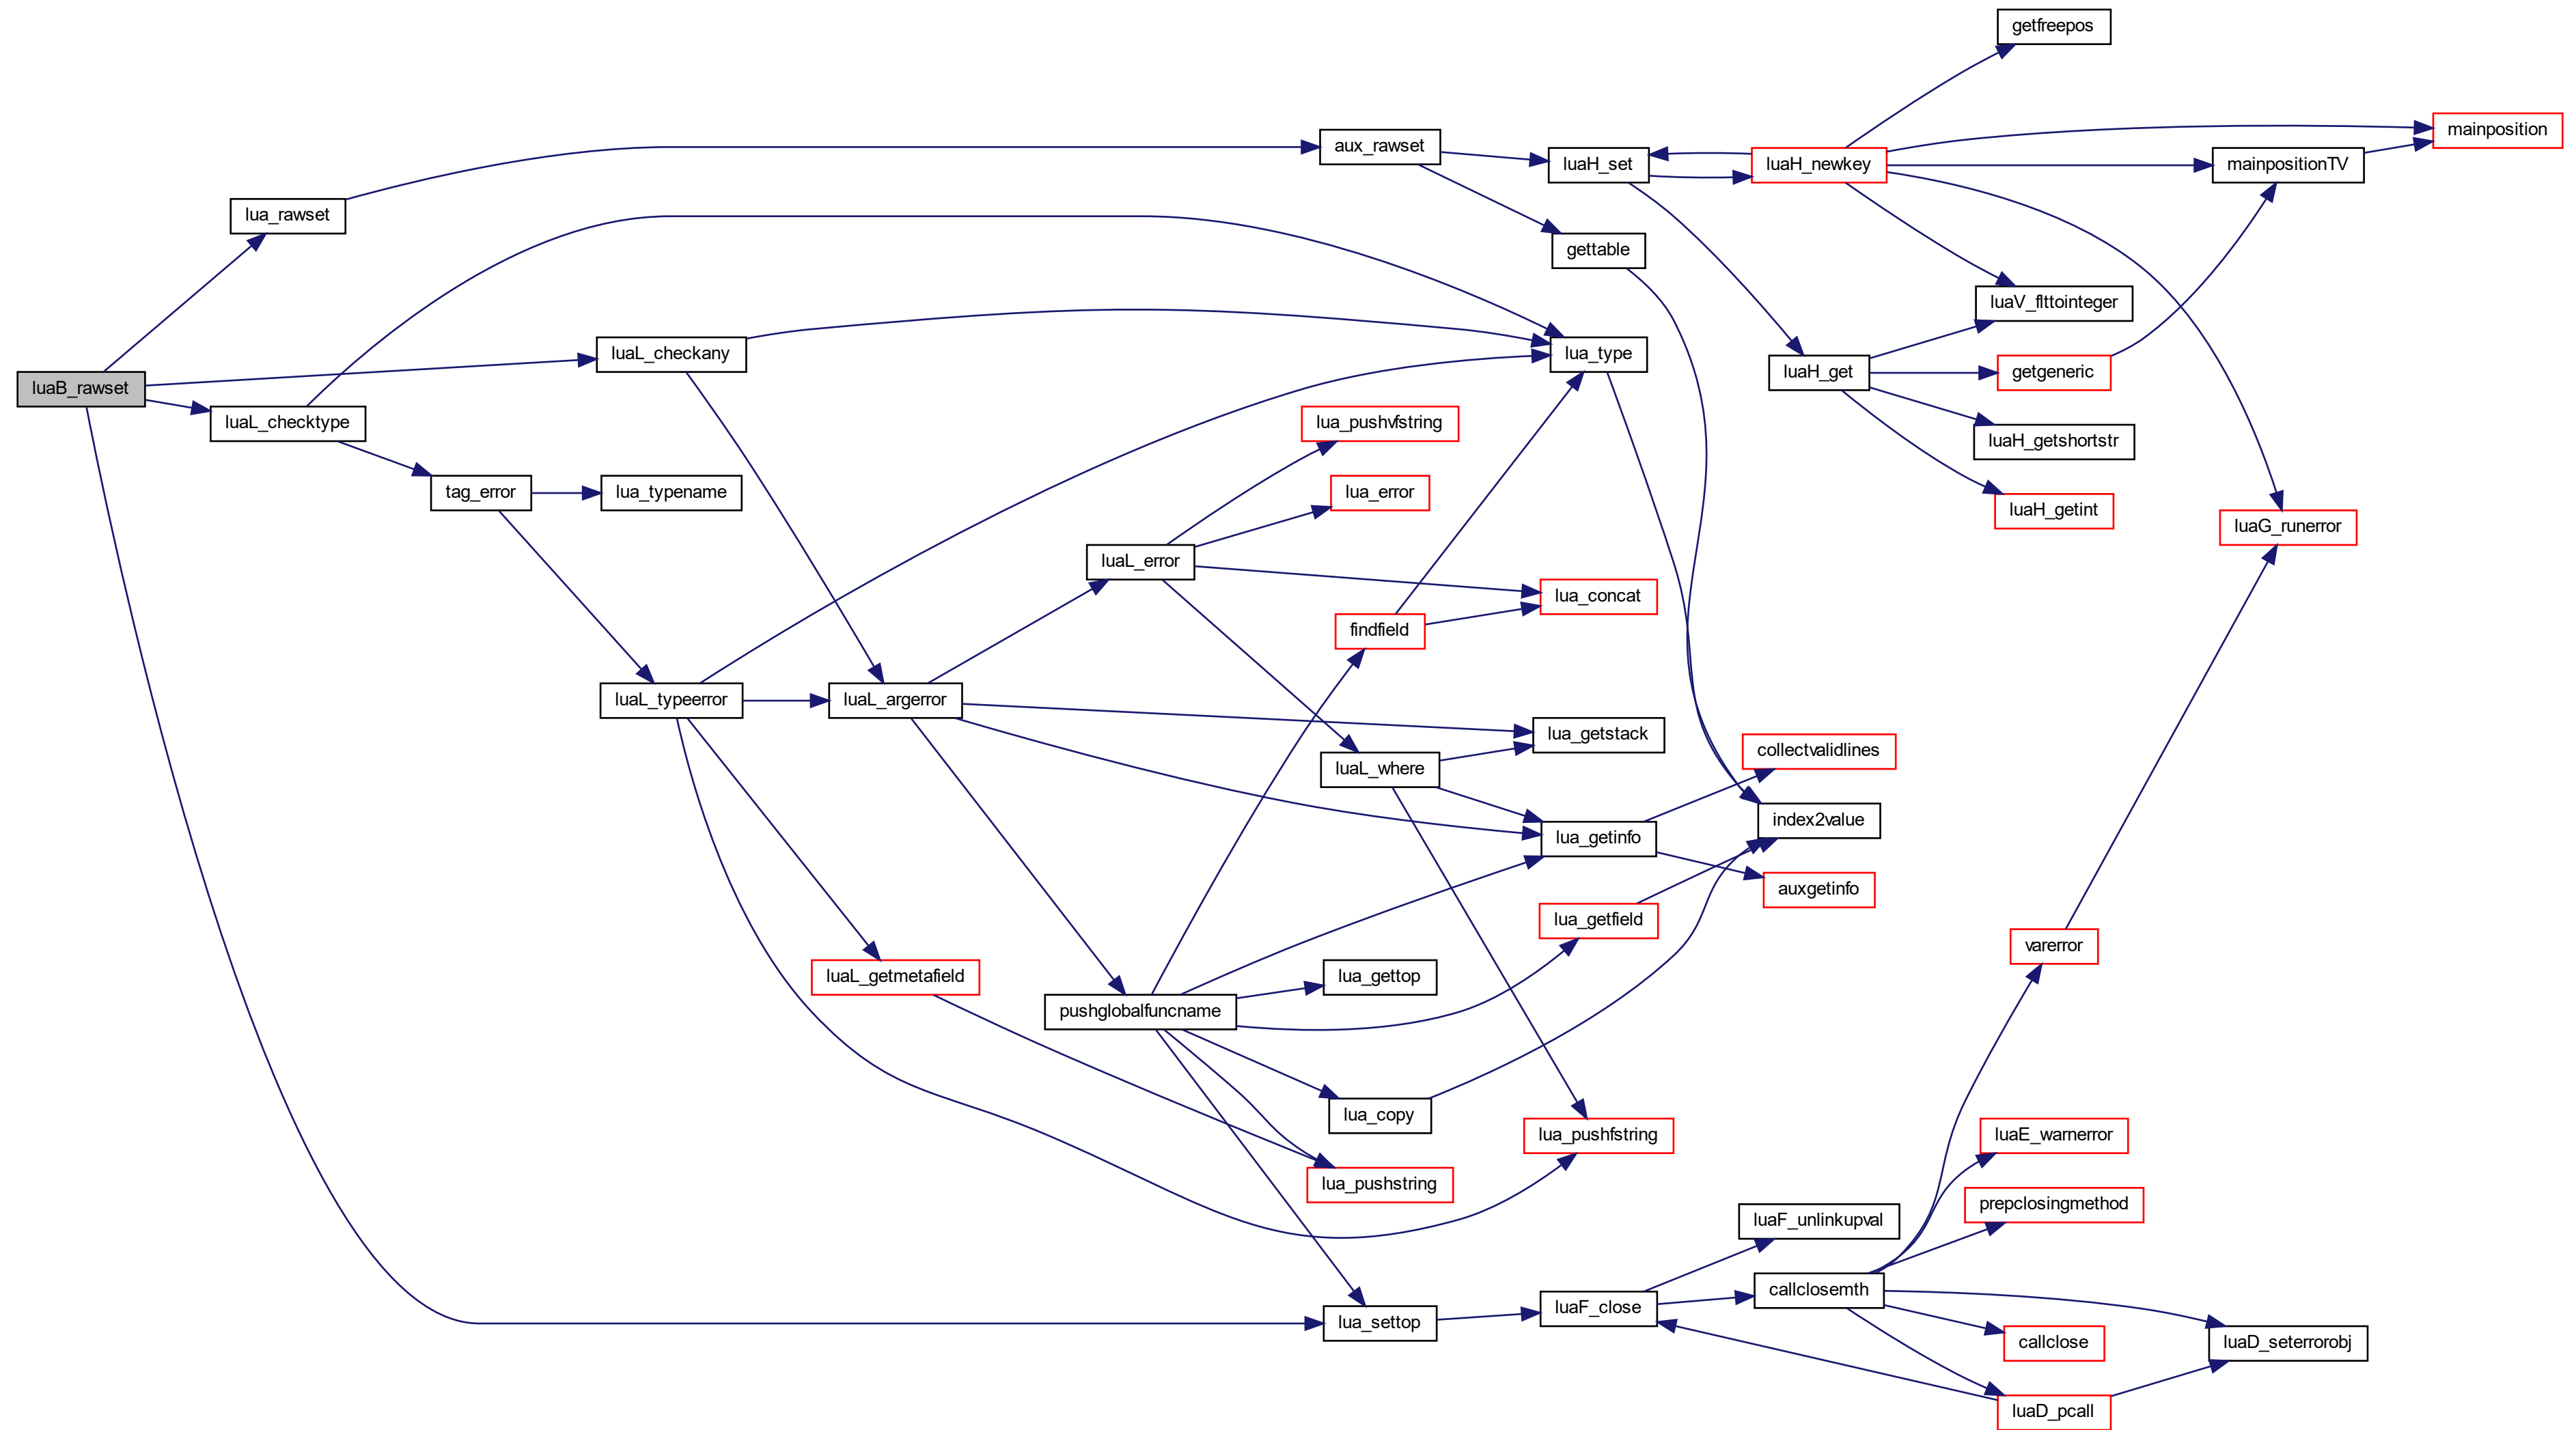 getfreepos
mainposition
aux_rawset
luaH_set
luaH_newkey
mainpositionTV
lua_rawset
gettable
luaV_flttointeger
luaL_checkany
lua_type
luaH_get
getgeneric
luaB_rawset
luaL_checktype
lua_pushvfstring
luaH_getshortstr
tag_error
lua_typename
lua_error
luaH_getint
luaG_runerror
luaL_error
lua_concat
findfield
luaL_typeerror
luaL_argerror
lua_getstack
collectvalidlines
luaL_where
index2value
lua_getinfo
auxgetinfo
lua_getfield
varerror
luaL_getmetafield
lua_gettop
pushglobalfuncname
lua_copy
lua_pushfstring
luaE_warnerror
lua_pushstring
prepclosingmethod
luaF_unlinkupval
callclosemth
luaF_close
lua_settop
callclose
luaD_seterrorobj
luaD_pcall